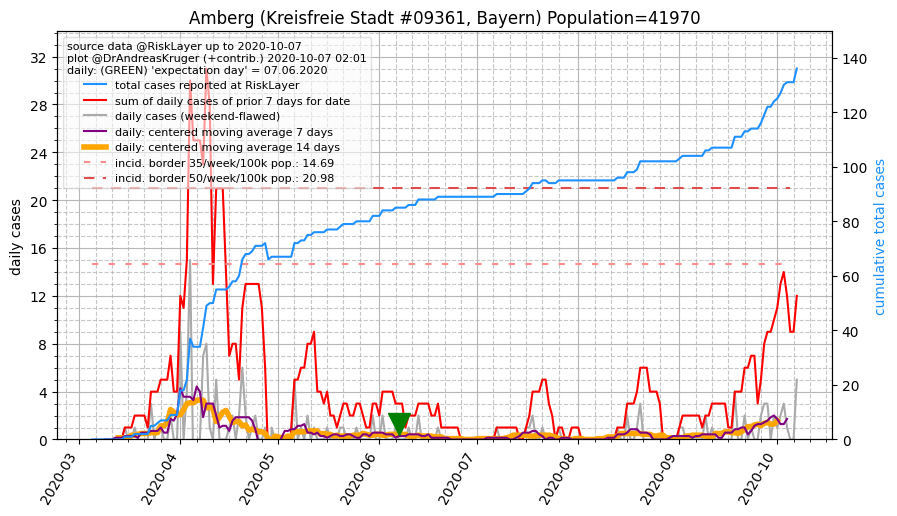 Amberg (Kreisfreie Stadt #09361, Bayern) Population=41970
source data @RiskLayer up to 2020-10-07
plot @DrAndreasKruger (+contrib.) 2020-10-07 02:01
daily: (GREEN) 'expectation day' = 07.06.2020
total cases reported at RiskLayer
sum of daily cases of prior 7 days for date
daily cases (weekend-flawed)
daily: centered moving average 7 days
daily: centered moving average 14 days
incid. border 35/week/100k pop.: 14.69
incid. border 50/week/100k pop.: 20.98
daily cases
32
28
24
20
16
12
8
4
0
cumulative total cases
140
120
100
80
60
40
20
0
2020-03
2020-04
2020-05
2020-06
2020-07
2020-08
2020-09
2020-10